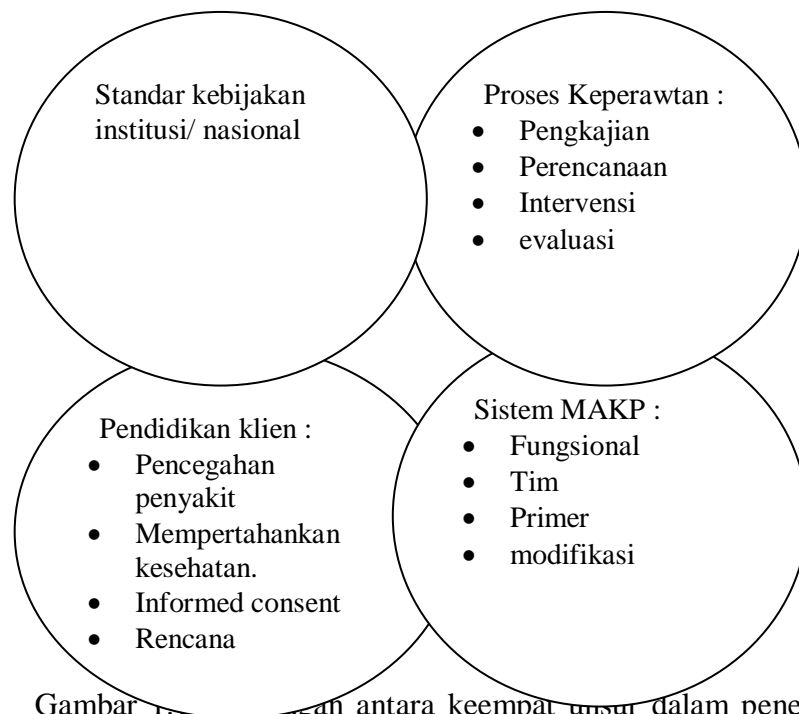 Standar kebijakan
institusi/ nasional
Proses Keperawtan :
• Pengkajian
• Perencanaan
• Intervensi
• evaluasi
Pendidikan klien :
• Pencegahan
penyakit
• Mempertahankan
kesehatan.
• Informed consent
• Rencana
Sistem MAKP :
• Fungsional
• Tim
• Primer
• modifikasi
Gambar antara keempat unsur dalam pene